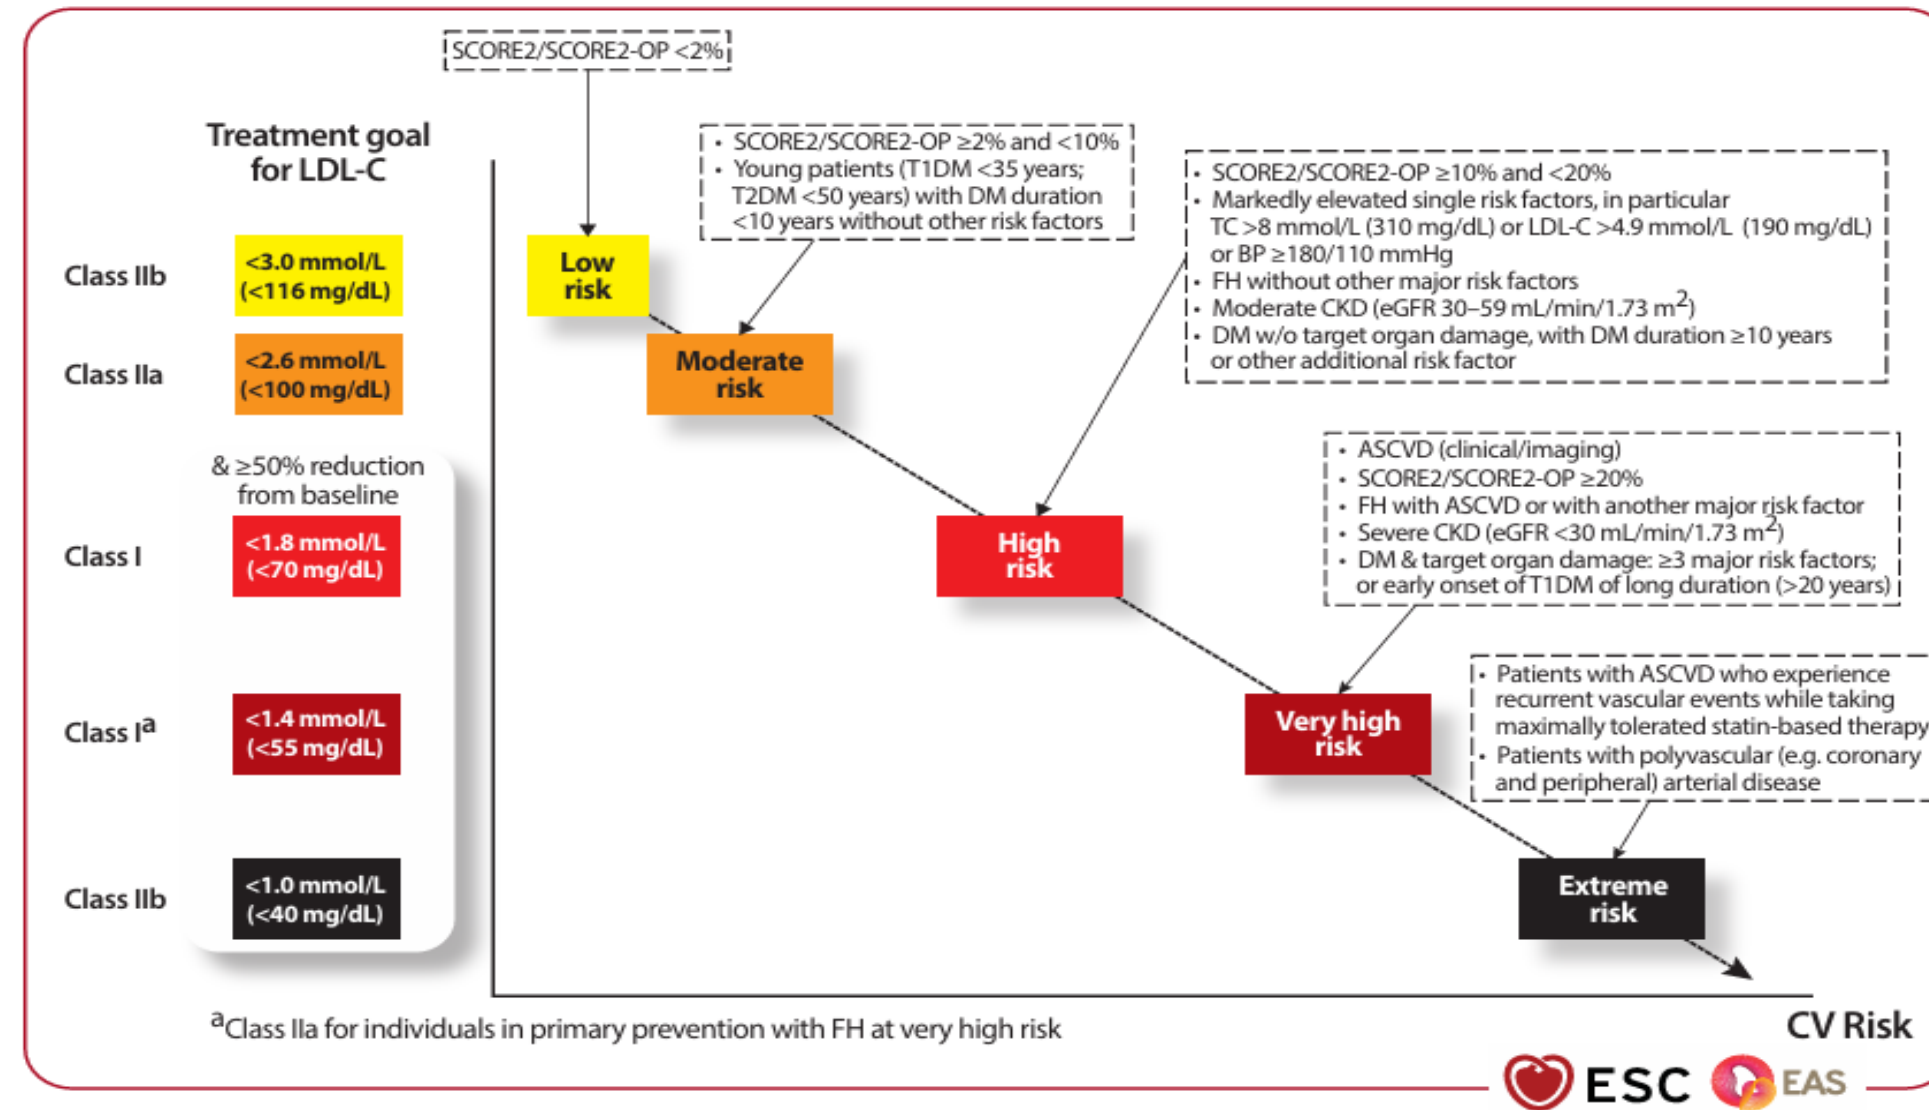 SCORE2/SCORE2-OP <2%
Treatment goal
for LDL-C
• SCORE2/SCORE2-OP ≥2% and <10%
• Young patients (T1DM <35 years;
T2DM <50 years) with DM duration
<10 years without other risk factors
• SCORE2/SCORE2-OP ≥10% and <20%
• Markedly elevated single risk factors, in particular
TC >8 mmol/L (310 mg/dL) or LDL-C >4.9 mmol/L (190 mg/dL)
or BP ≥180/110 mmHg
• FH without other major risk factors
• Moderate CKD (eGFR 30–59 mL/min/1.73 m²)
• DM w/o target organ damage, with DM duration ≥10 years
or other additional risk factor
Class IIb
<3.0 mmol/L
(<116 mg/dL)
Low
risk
Class IIa
<2.6 mmol/L
(<100 mg/dL)
Moderate
risk
& ≥50% reduction
from baseline
• ASCVD (clinical/imaging)
• SCORE2/SCORE2-OP ≥20%
• FH with ASCVD or with another major risk factor
• Severe CKD (eGFR <30 mL/min/1.73 m²)
• DM & target organ damage: ≥3 major risk factors;
or early onset of T1DM of long duration (>20 years)
Class I
<1.8 mmol/L
(<70 mg/dL)
High
risk
Class Iᵃ
<1.4 mmol/L
(<55 mg/dL)
Very high
risk
• Patients with ASCVD who experience
recurrent vascular events while taking
maximally tolerated statin-based therapy
• Patients with polyvascular (e.g. coronary
and peripheral) arterial disease
Class IIb
<1.0 mmol/L
(<40 mg/dL)
Extreme
risk
ᵃClass IIa for individuals in primary prevention with FH at very high risk
CV Risk
ESC
EAS